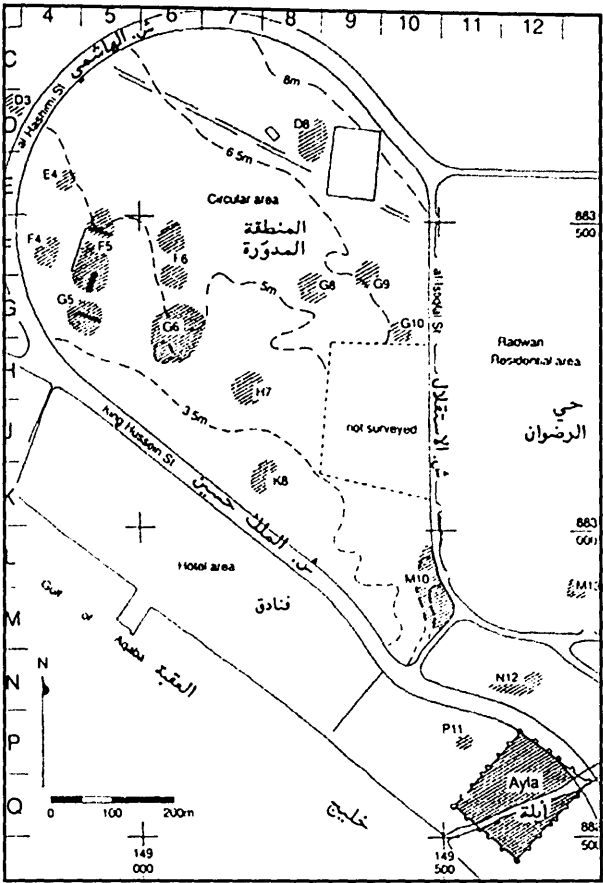 4 5 6 7 8 9 10 11 12
C
D
E
F
G
H
J
K
L
M
N
P
Q
ش. الهاشمي
al Hashimi St
D3
8m
D8
6 5m
E4
Circular area
المنطقة
المدوّرة
883
500
F4
F5
F6
G5
5m
G6
G8
G9
G10
al Istiqlal St
ش. الاستقلال
Radwan
Residential area
حي
الرضوان
H7
3.5m
not surveyed
King Hussein St
ش. الملك حسين
K8
883
000
Hotel area
فنادق
M10
M13
Gulf of Aqaba
العقبة
خليج
N
N12
P11
Ayla
أيلة
0 100 200m
149
000
149
500
882
500